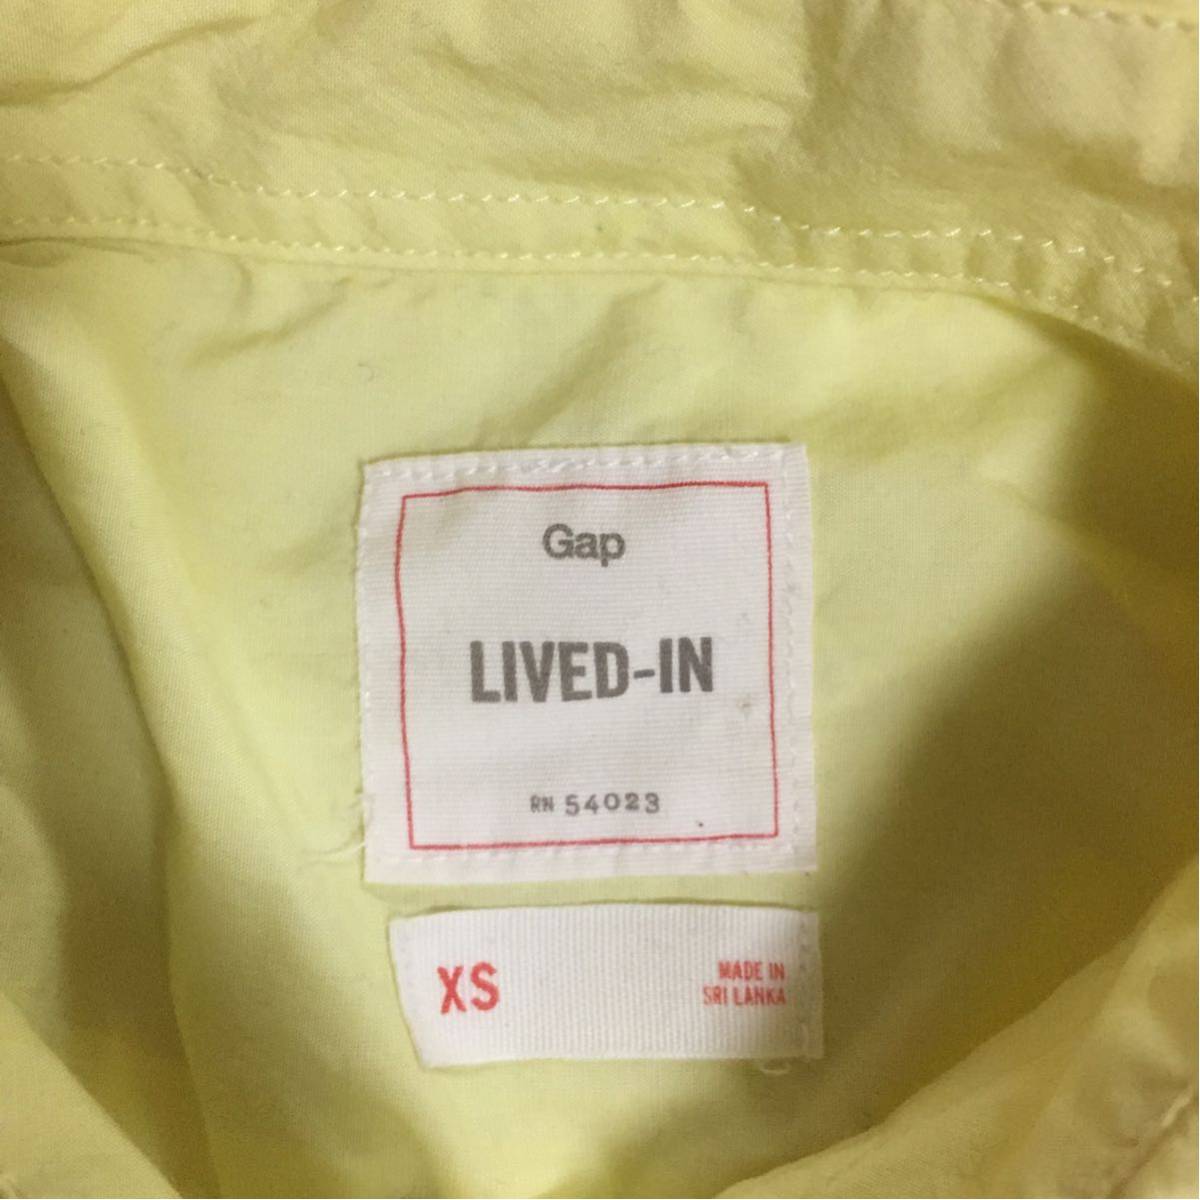 Gap
LIVED-IN
RN 54023
XS
MADE IN
SRI LANKA